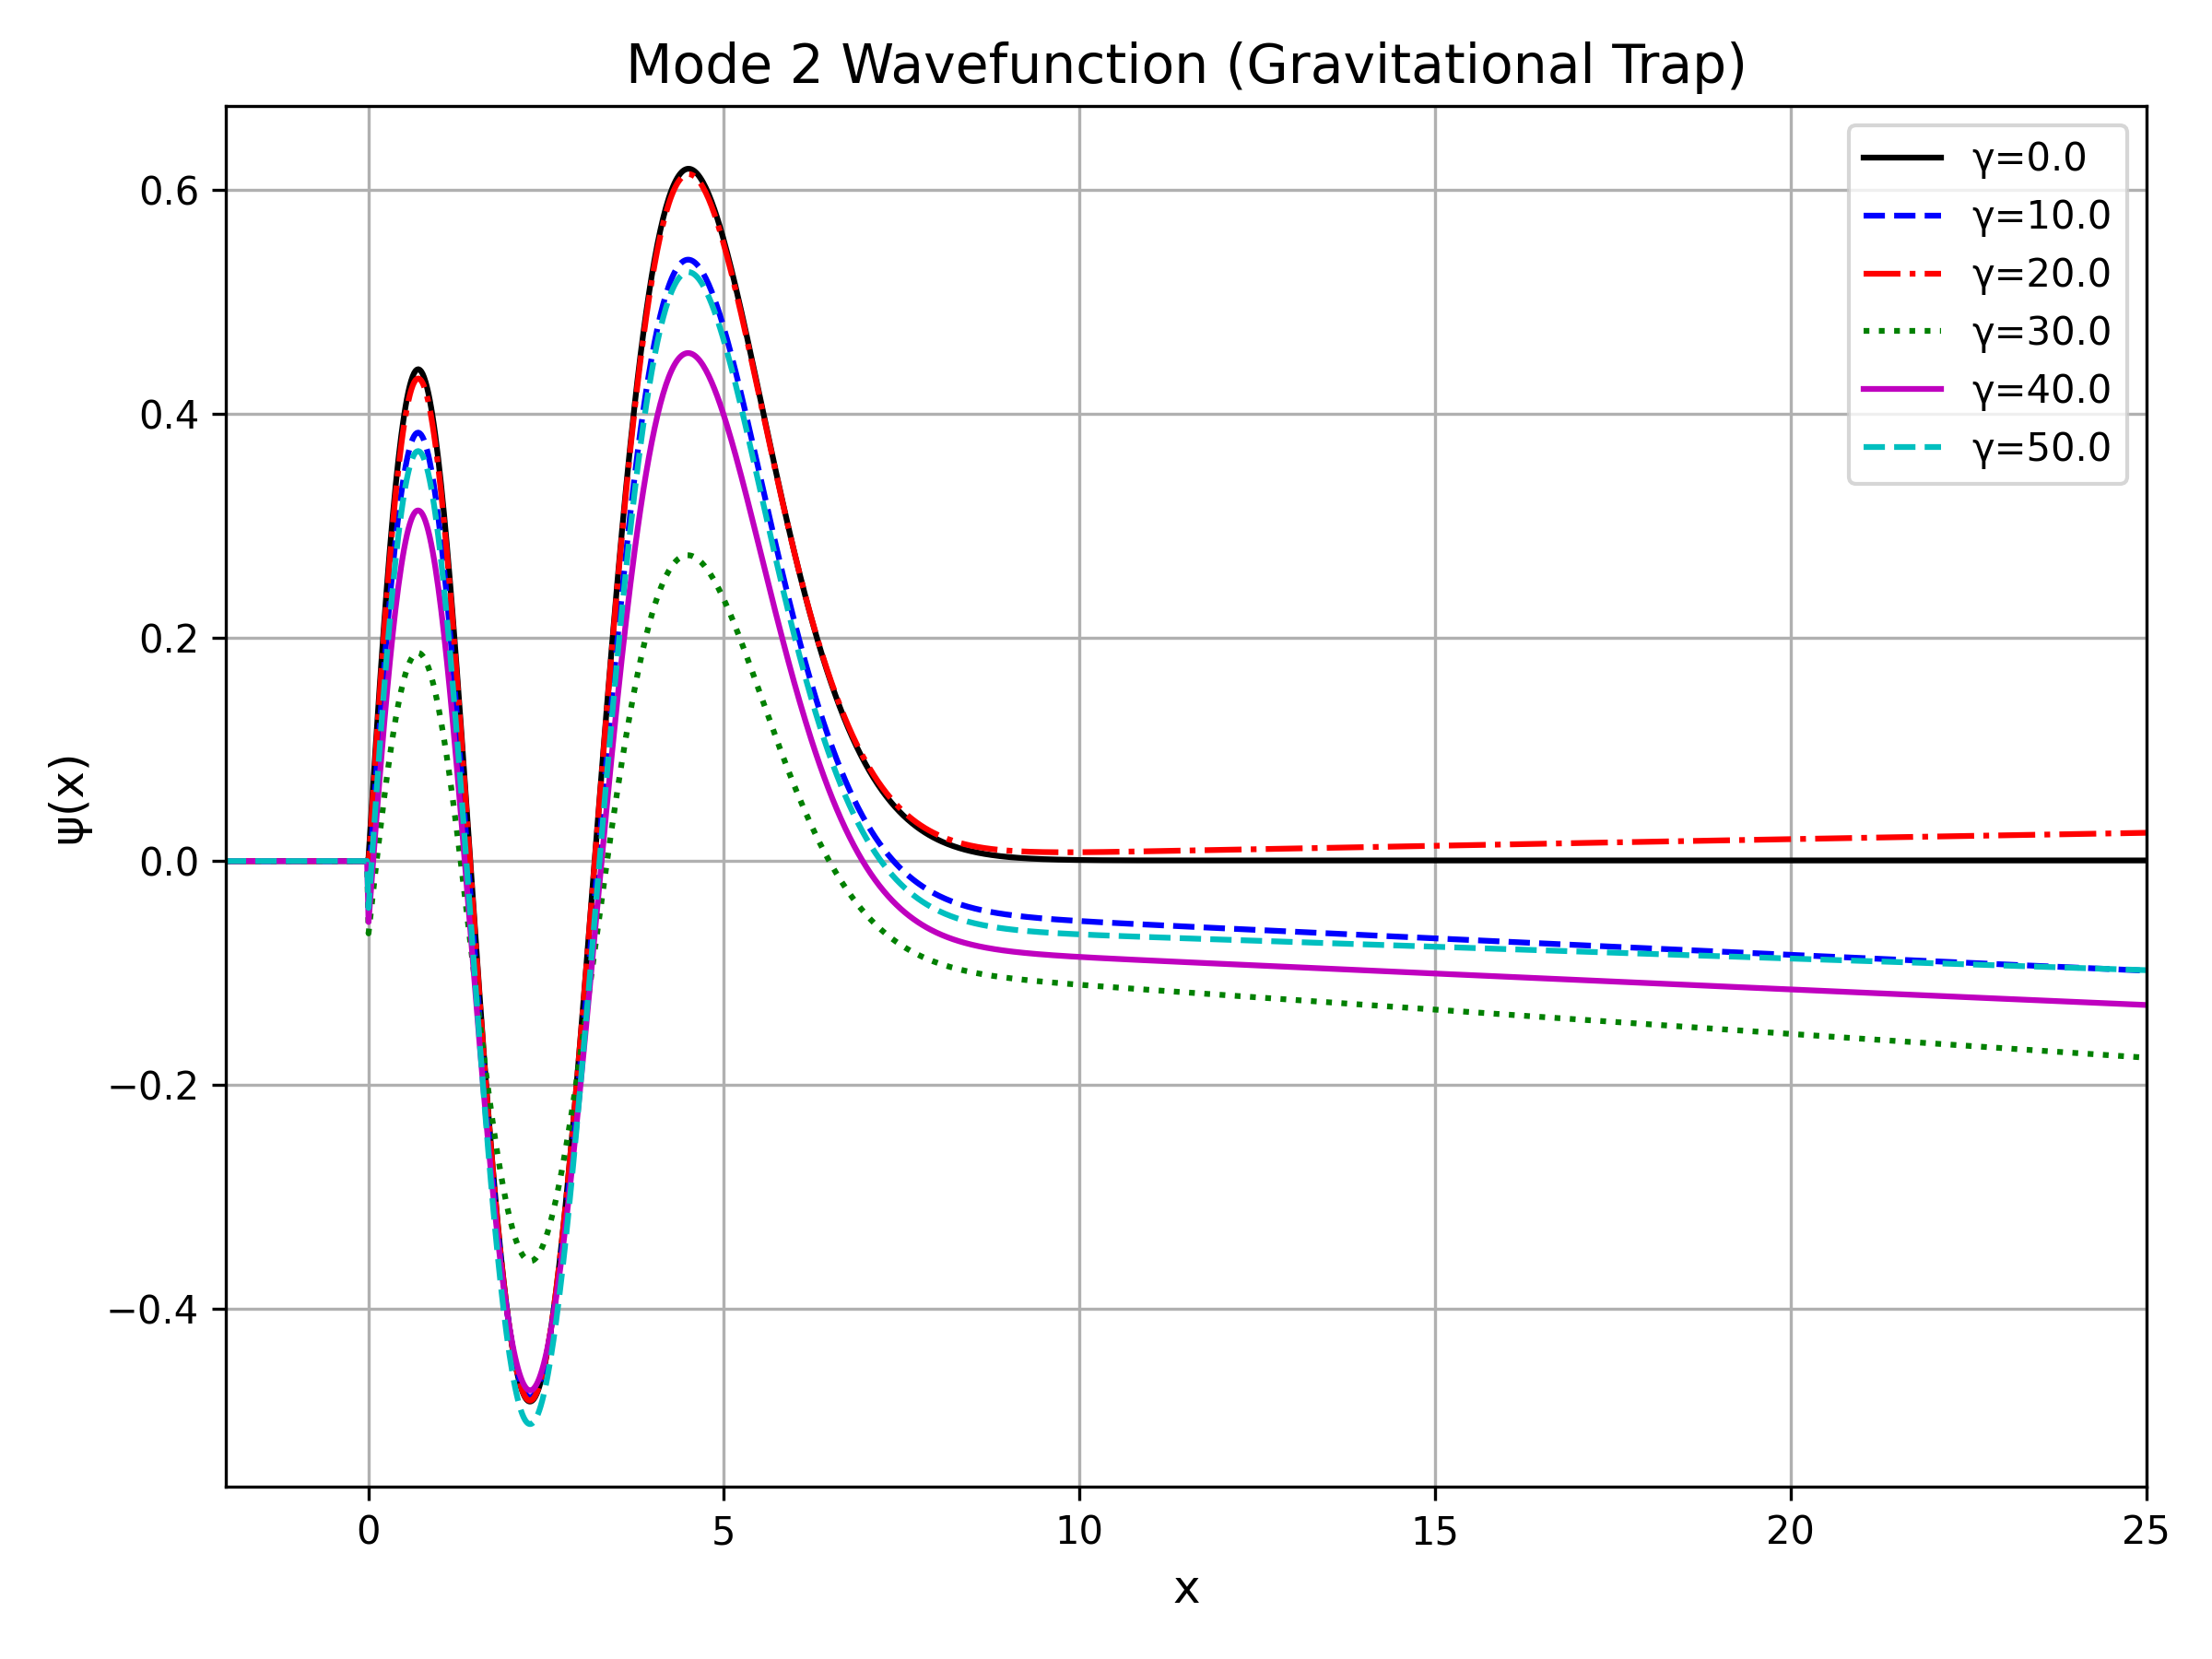 Mode 2 Wavefunction (Gravitational Trap)
γ=0.0
γ=10.0
γ=20.0
γ=30.0
γ=40.0
γ=50.0
ψ(x)
0.6
0.4
0.2
0.0
−0.2
−0.4
0 5 10 15 20 25
x